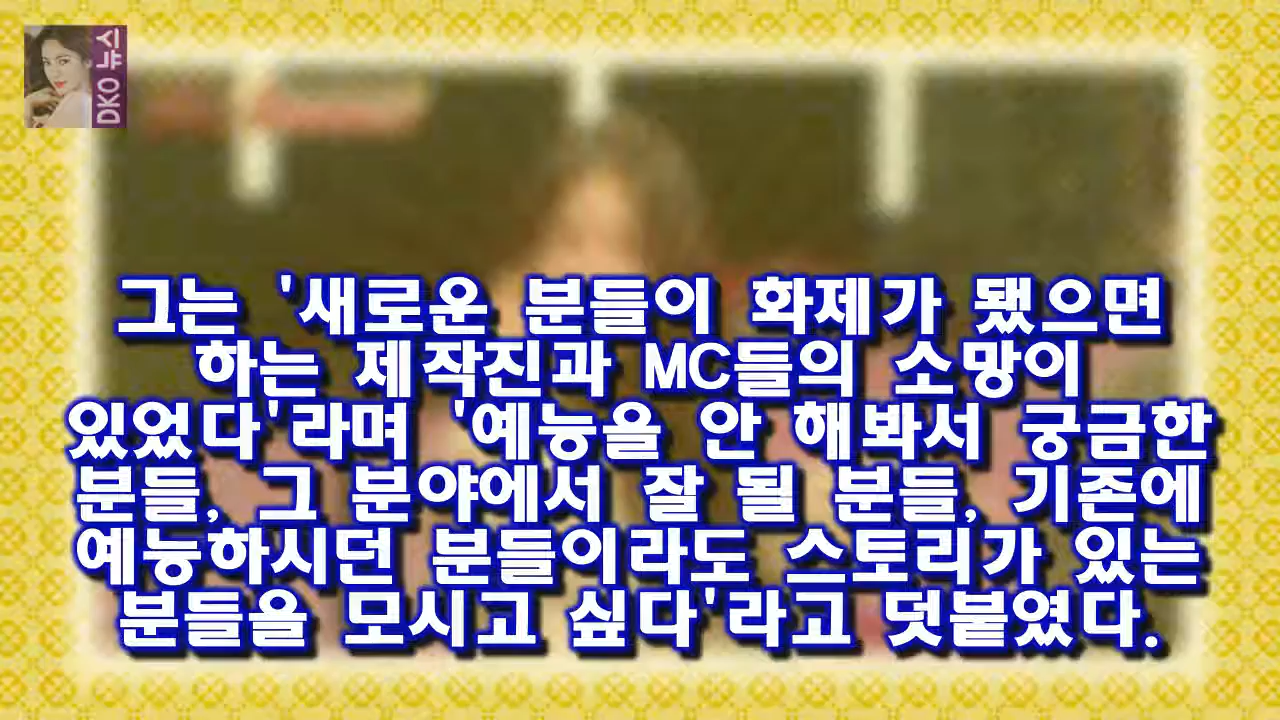 DKO 뉴스
그는 '새로운 분들이 화제가 됐으면
하는 제작진과 MC들의 소망이
있었다'라며 '예능을 안 해봐서 궁금한
분들, 그 분야에서 잘 될 분들, 기존에
예능하시던 분들이라도 스토리가 있는
분들을 모시고 싶다'라고 덧붙였다.